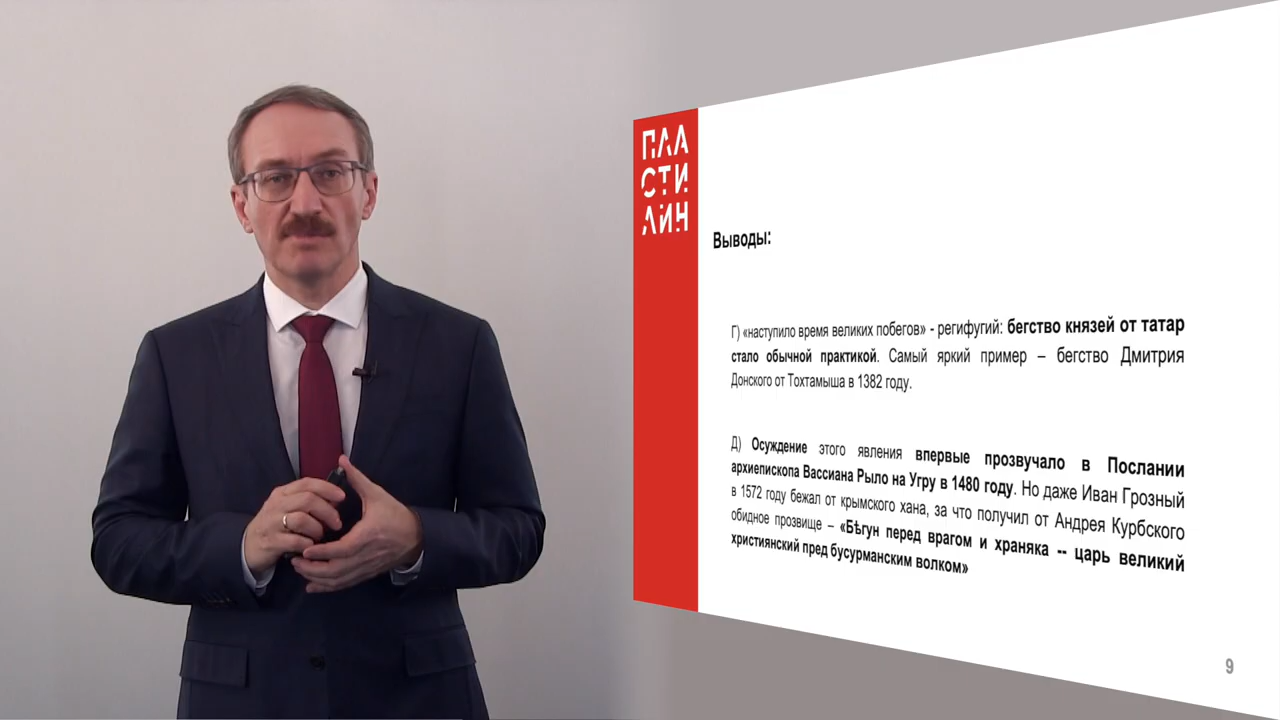 ПЛА
СТИ
ЛИН
Выводы:
Г) «наступило время великих побегов» - регифугий: бегство князей от татар
стало обычной практикой. Самый яркий пример – бегство Дмитрия
Донского от Тохтамыша в 1382 году.
Д) Осуждение этого явления впервые прозвучало в Послании
архиепископа Вассиана Рыло на Угру в 1480 году. Но даже Иван Грозный
в 1572 году бежал от крымского хана, за что получил от Андрея Курбского
обидное прозвище – «Бѣгун перед врагом и храняка -- царь великий
християнский пред бусурманским волком»
9